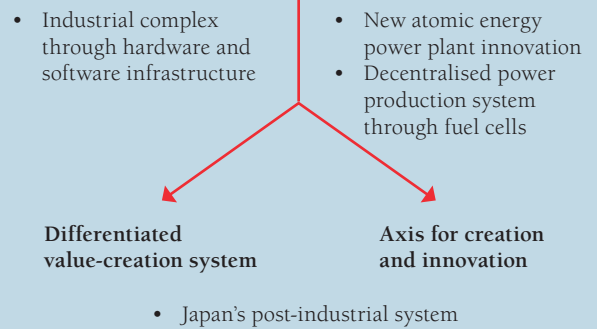 • Industrial complex
through hardware and
software infrastructure
• New atomic energy
power plant innovation
• Decentralised power
production system
through fuel cells
Differentiated
value-creation system
Axis for creation
and innovation
• Japan's post-industrial system